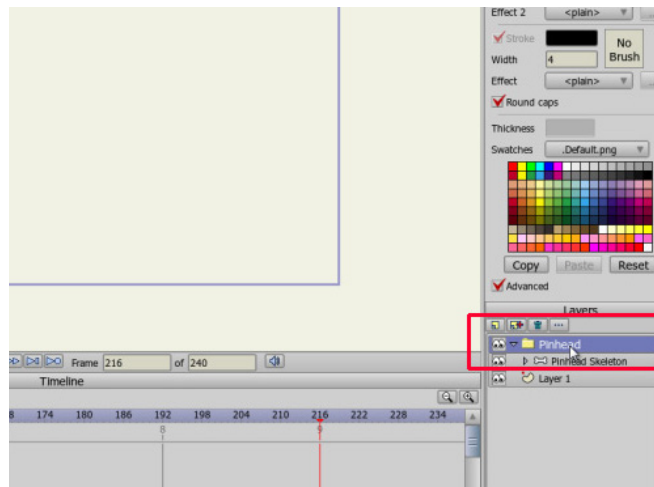 Effect 2 <plain>
Stroke
No Brush
Width 4
Effect <plain>
Round caps
Thickness
Swatches .Default.png
Copy Paste Reset
Advanced
Layers
Pinhead
Pinhead Skeleton
Layer 1
Frame 216 of 240
Timeline
174 180 186 192 198 204 210 216 222 228 234
8 9